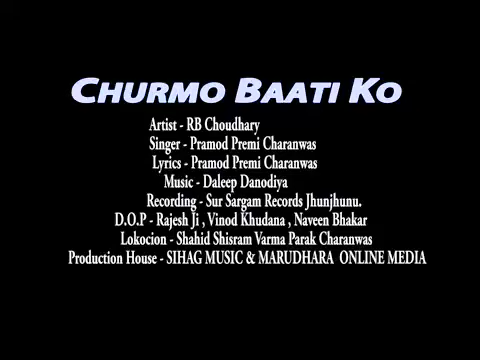 CHURMO BAATI KO
Artist - RB Choudhary
Singer - Pramod Premi Charanwas
Lyrics - Pramod Premi Charanwas
Music - Daleep Danodiya
Recording - Sur Sargam Records Jhunjhunu.
D.O.P - Rajesh Ji , Vinod Khudana , Naveen Bhakar
Lokocion - Shahid Shisram Varma Parak Charanwas
Production House - SIHAG MUSIC & MARUDHARA ONLINE MEDIA